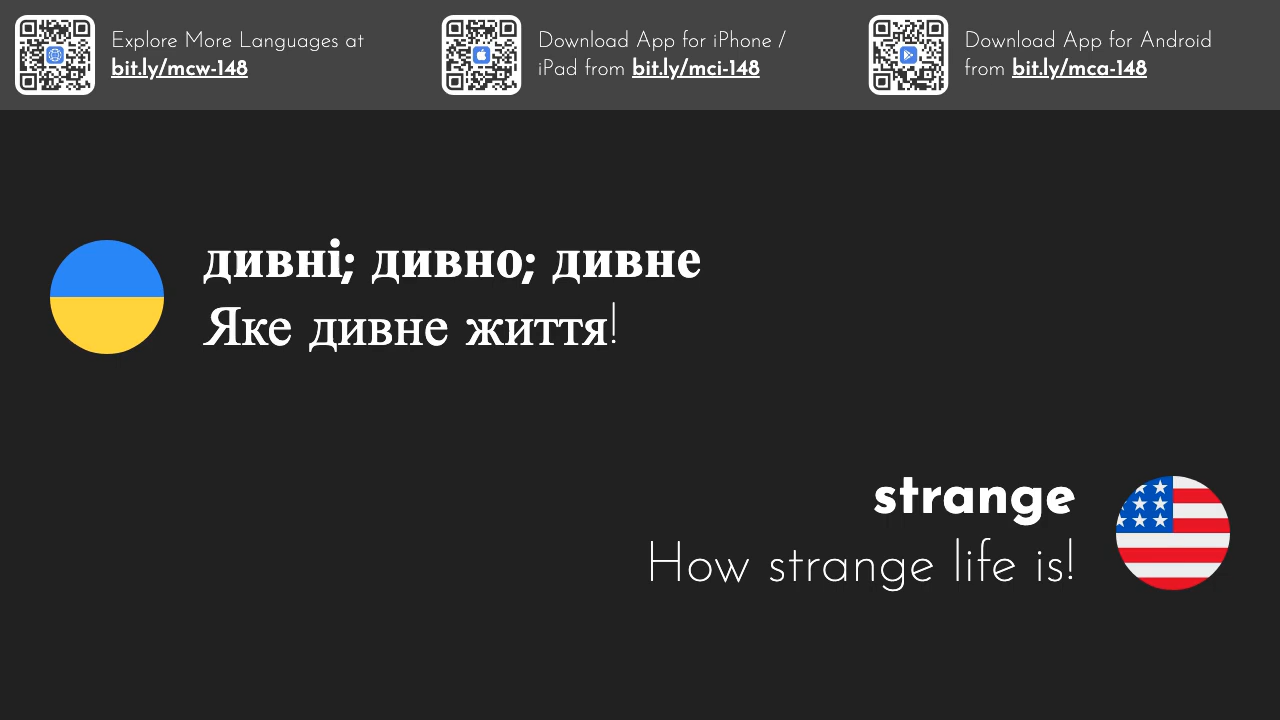 Explore More Languages at
bit.ly/mcw-148
Download App for iPhone /
iPad from bit.ly/mci-148
Download App for Android
from bit.ly/mca-148
дивні; дивно; дивне
Яке дивне життя!
strange
How strange life is!